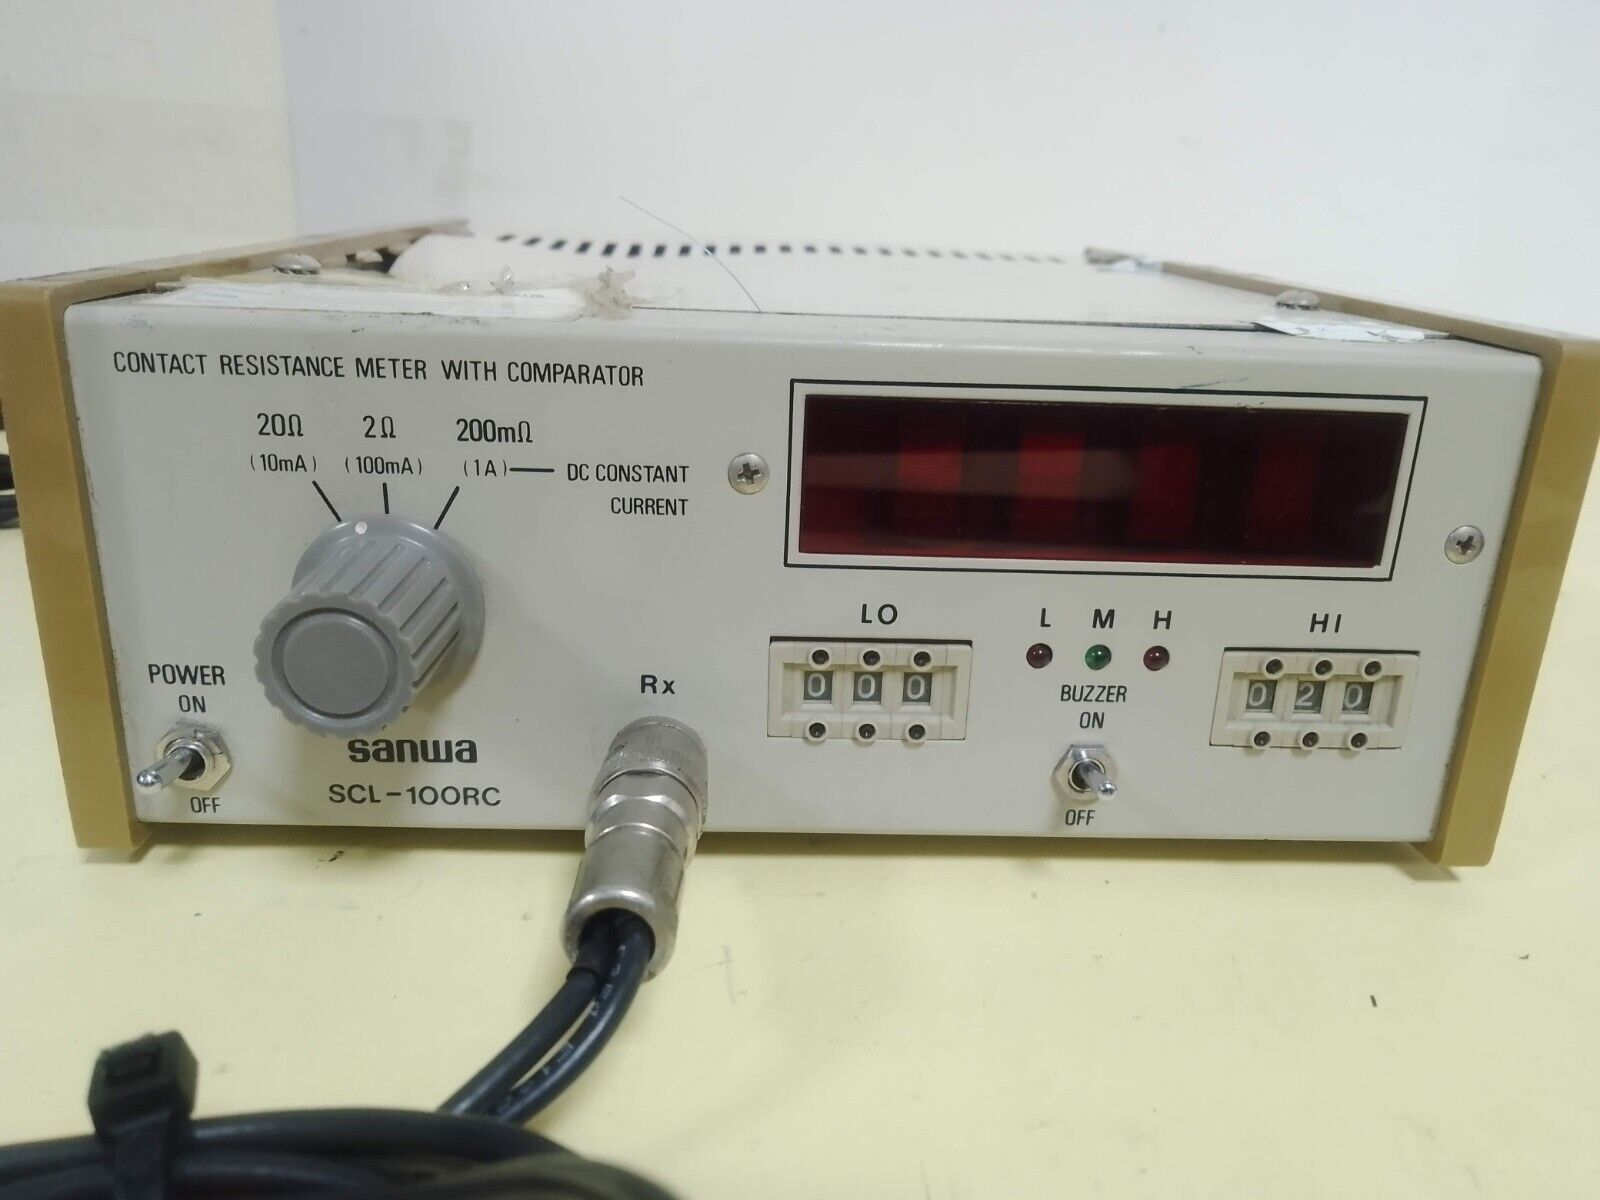 CONTACT RESISTANCE METER WITH COMPARATOR
20Ω 2Ω 200mΩ
(10mA) (100mA) (1A) DC CONSTANT
CURRENT
POWER
ON
OFF
sanwa
SCL-100RC
Rx
LO
000
L M H
BUZZER
ON
OFF
HI
020